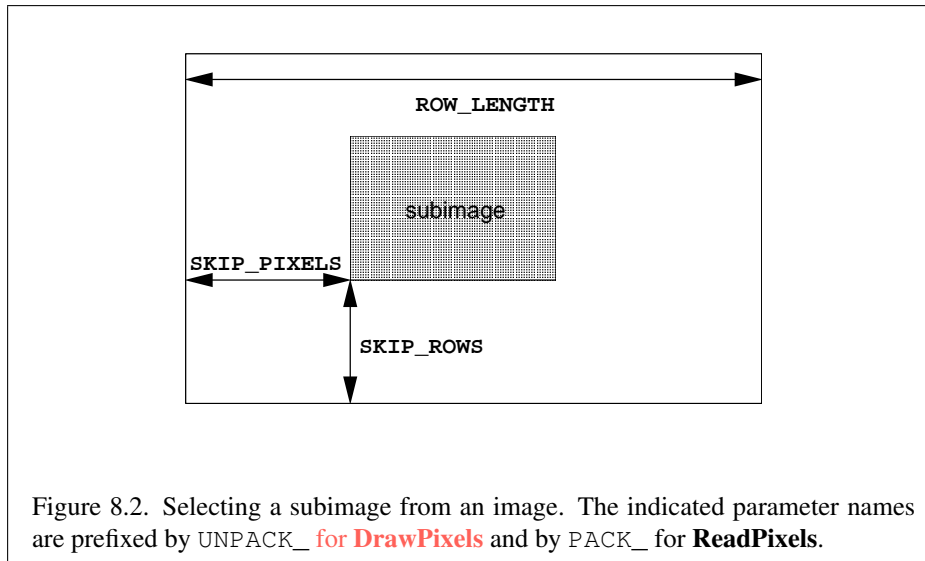 ROW_LENGTH
subimage
SKIP_PIXELS
SKIP_ROWS
Figure 8.2. Selecting a subimage from an image. The indicated parameter names
are prefixed by UNPACK_ for DrawPixels and by PACK_ for ReadPixels.